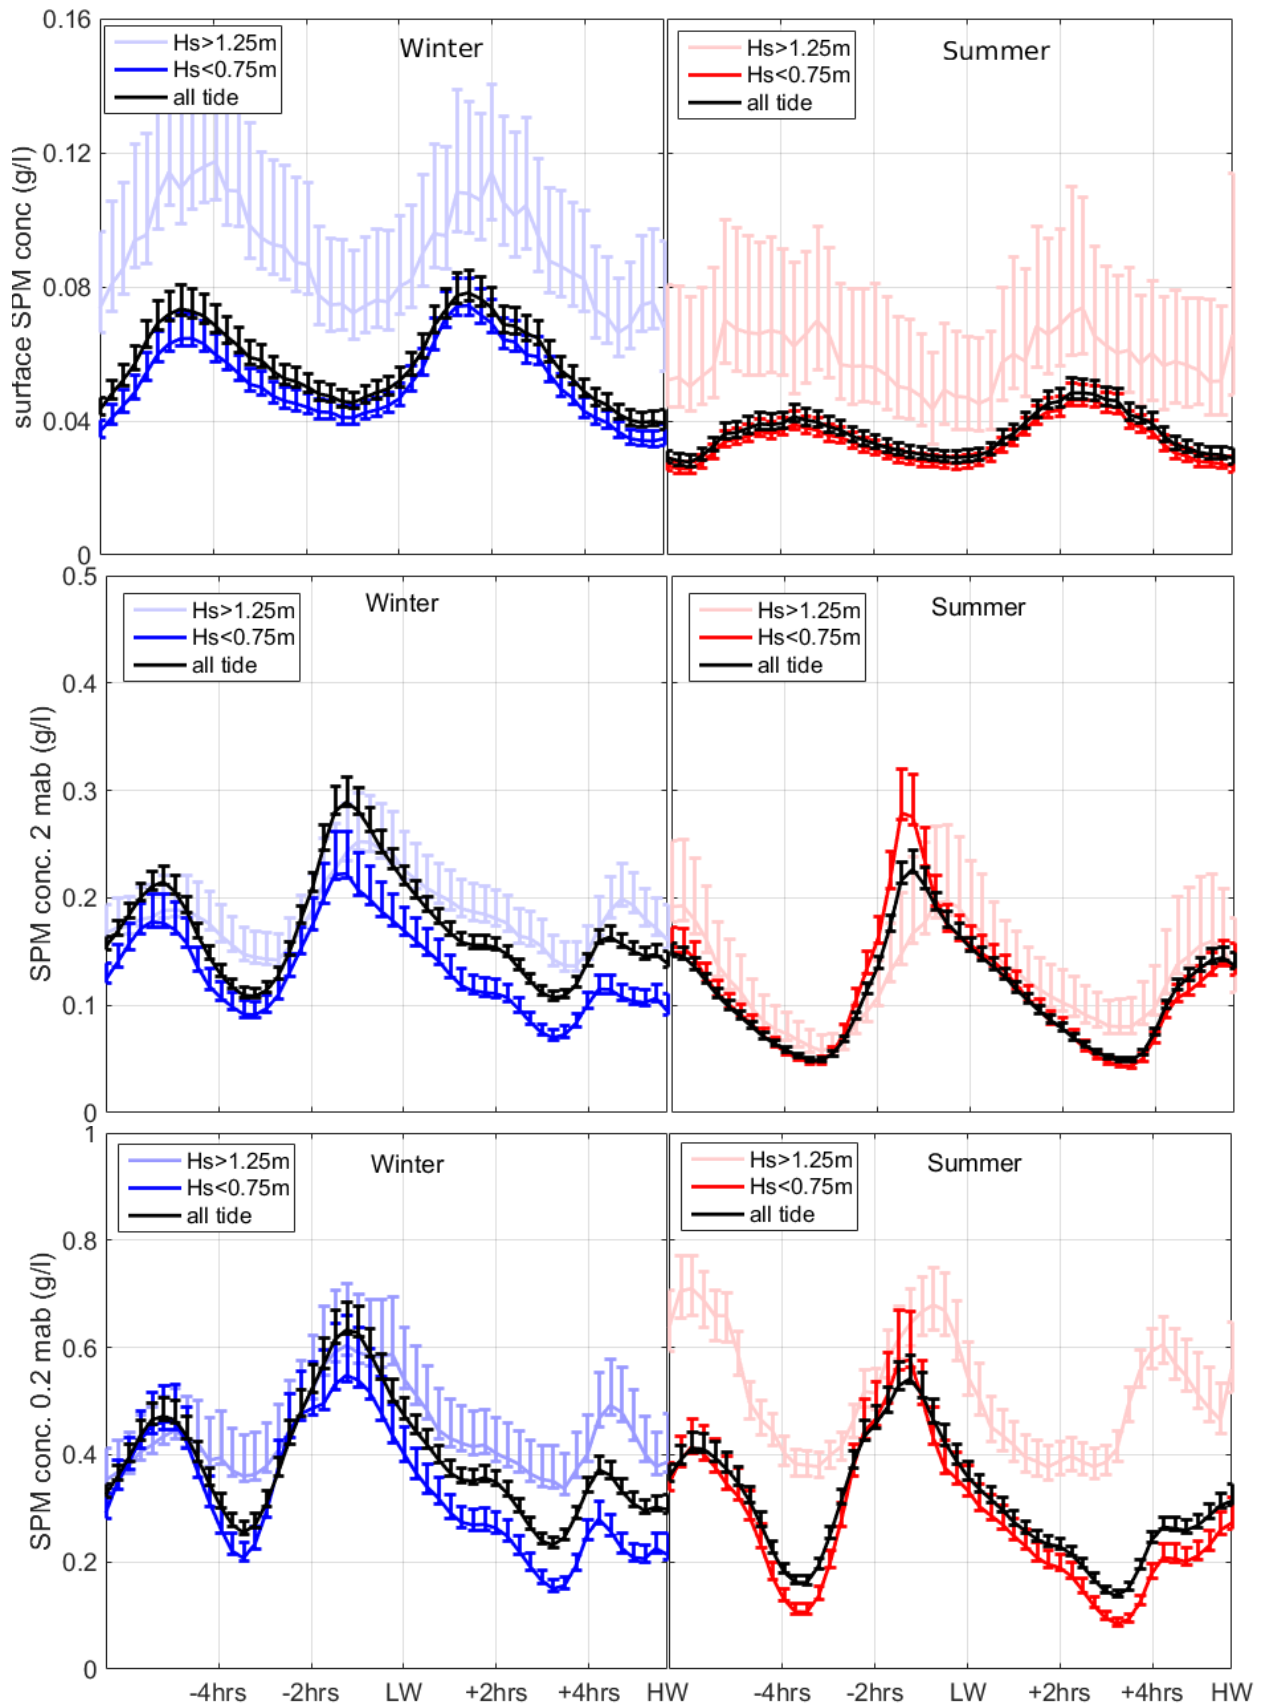 0.16
0.12
0.08
0.04
0
surface SPM conc (g/l)
Hs>1.25m
Hs<0.75m
all tide
Winter
Hs>1.25m
Hs<0.75m
all tide
Summer
0.5
0.4
0.3
0.2
0.1
0
SPM conc. 2 mab (g/l)
Hs>1.25m
Hs<0.75m
all tide
Winter
Hs>1.25m
Hs<0.75m
all tide
Summer
1
0.8
0.6
0.4
0.2
0
SPM conc. 0.2 mab (g/l)
Hs>1.25m
Hs<0.75m
all tide
Winter
Hs>1.25m
Hs<0.75m
all tide
Summer
-4hrs -2hrs LW +2hrs +4hrs HW -4hrs -2hrs LW +2hrs +4hrs HW